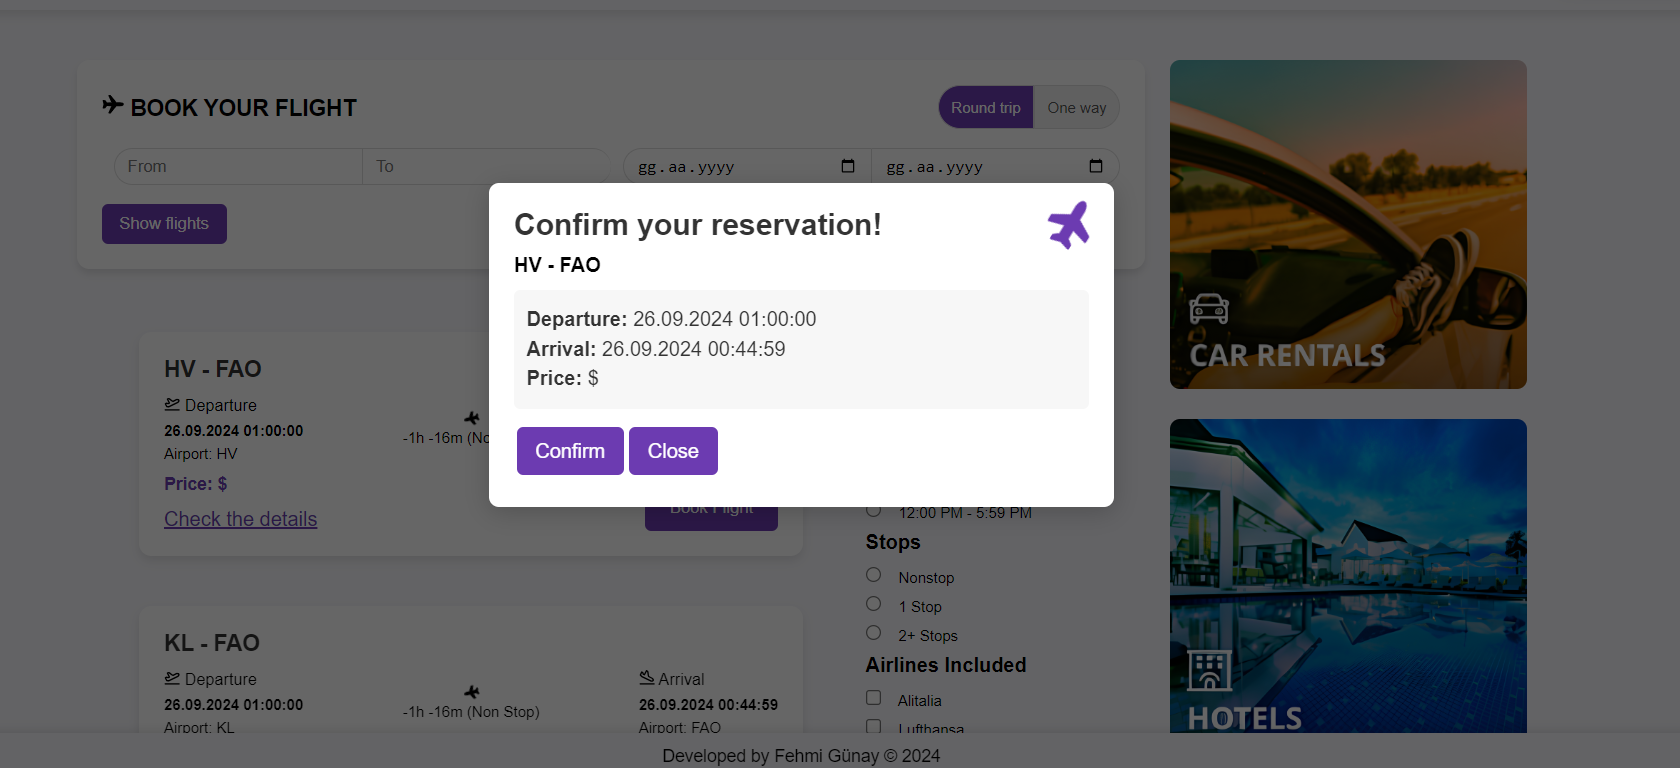 BOOK YOUR FLIGHT
Round trip
One way
From
To
gg.aa.yyyy
gg.aa.yyyy
Show flights
Confirm your reservation!
HV - FAO
Departure: 26.09.2024 01:00:00
Arrival: 26.09.2024 00:44:59
Price: $
Confirm
Close
HV - FAO
Departure
26.09.2024 01:00:00
Airport: HV
-1h -16m (No
Price: $
Check the details
Book Flight
KL - FAO
Departure
26.09.2024 01:00:00
Airport: KL
-1h -16m (Non Stop)
Arrival
26.09.2024 00:44:59
Airport: FAO
12:00 PM - 5:59 PM
Stops
Nonstop
1 Stop
2+ Stops
Airlines Included
Alitalia
Lufthansa
CAR RENTALS
HOTELS
Developed by Fehmi Günay © 2024